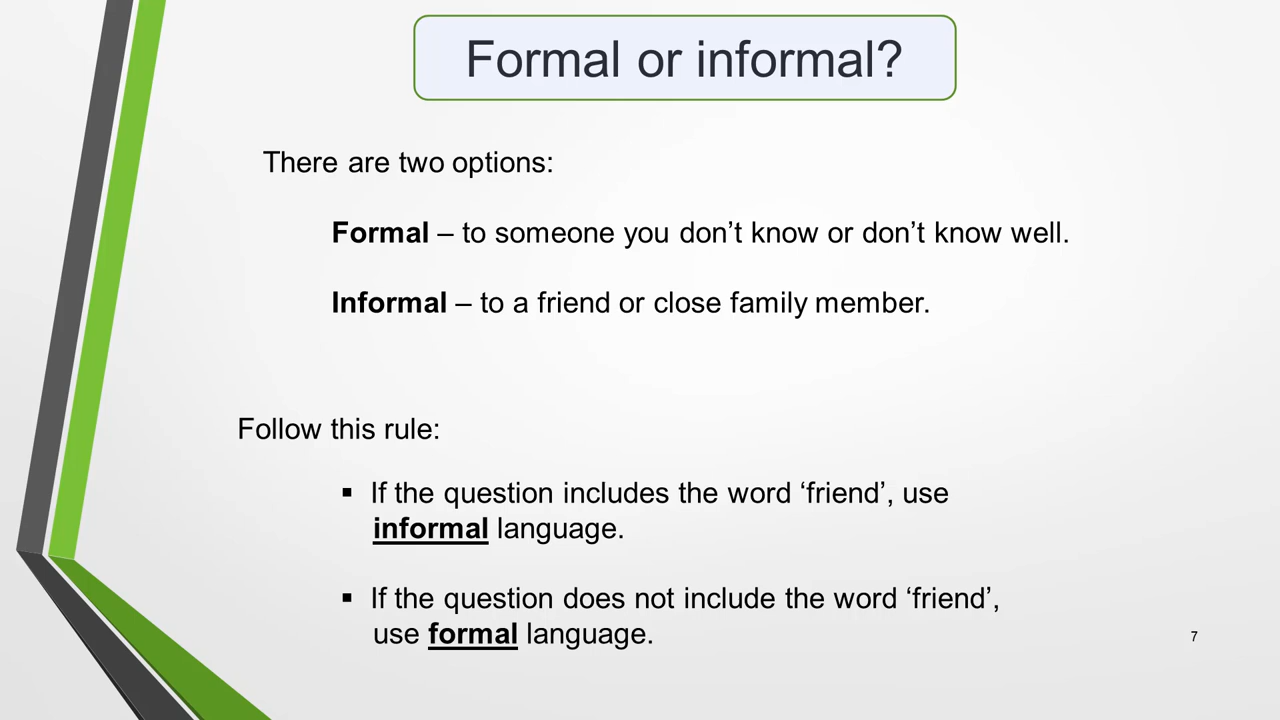 Formal or informal?
There are two options:
Formal – to someone you don’t know or don’t know well.
Informal – to a friend or close family member.
Follow this rule:
▪ If the question includes the word ‘friend’, use
informal language.
▪ If the question does not include the word ‘friend’,
use formal language.
7